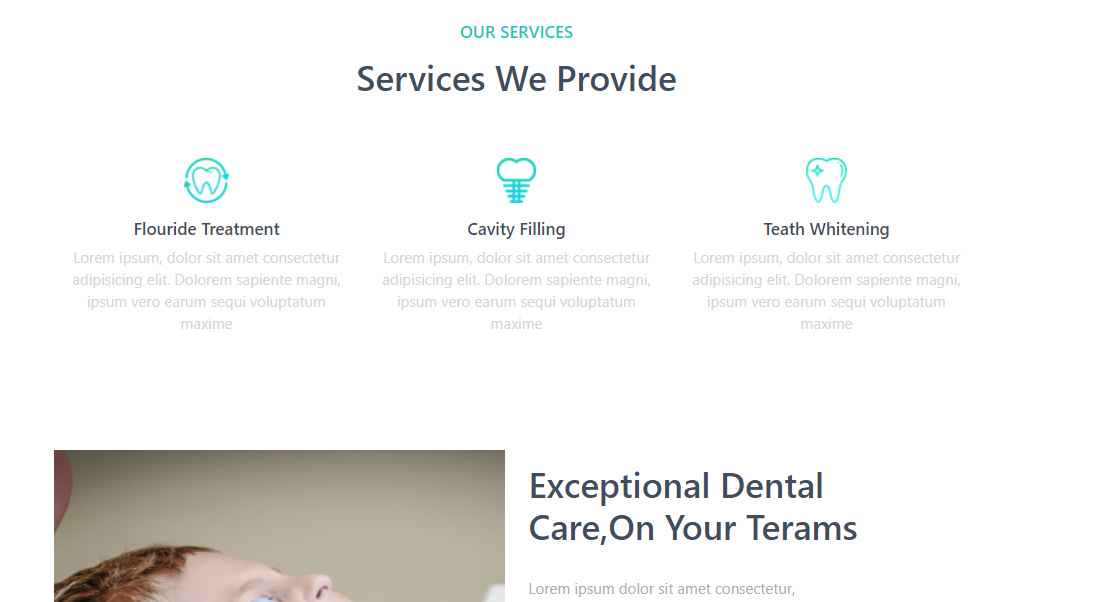 OUR SERVICES
Services We Provide
Flouride Treatment
Lorem ipsum, dolor sit amet consectetur
adipisicing elit. Dolorem sapiente magni,
ipsum vero earum sequi voluptatum
maxime
Cavity Filling
Lorem ipsum, dolor sit amet consectetur
adipisicing elit. Dolorem sapiente magni,
ipsum vero earum sequi voluptatum
maxime
Teath Whitening
Lorem ipsum, dolor sit amet consectetur
adipisicing elit. Dolorem sapiente magni,
ipsum vero earum sequi voluptatum
maxime
Exceptional Dental
Care,On Your Terams
Lorem ipsum dolor sit amet consectetur,